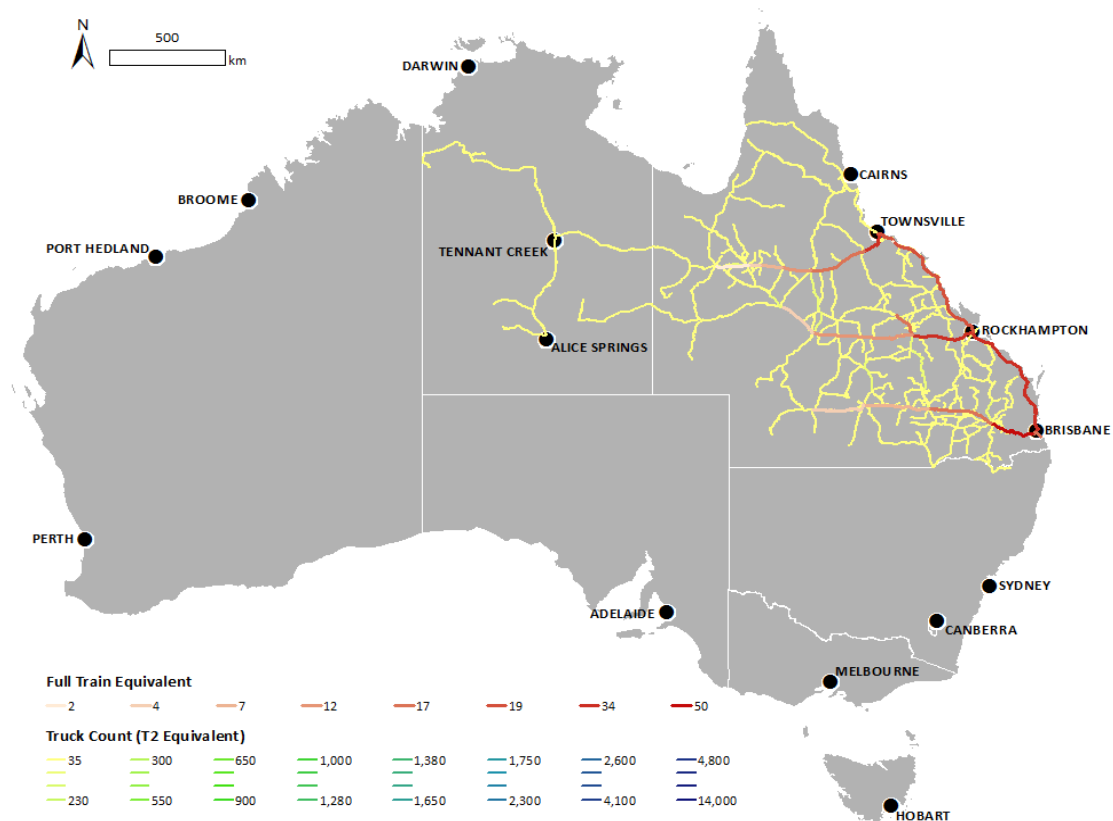 N
500
km
DARWIN
CAIRNS
BROOME
TOWNSVILLE
PORT HEDLAND
TENNANT CREEK
ROCKHAMPTON
ALICE SPRINGS
BRISBANE
PERTH
SYDNEY
ADELAIDE
CANBERRA
MELBOURNE
Full Train Equivalent
2 4 7 12 17 19 34 50
Truck Count (T2 Equivalent)
35 300 650 1,000 1,380 1,750 2,600 4,800
230 550 900 1,280 1,650 2,300 4,100 14,000
HOBART